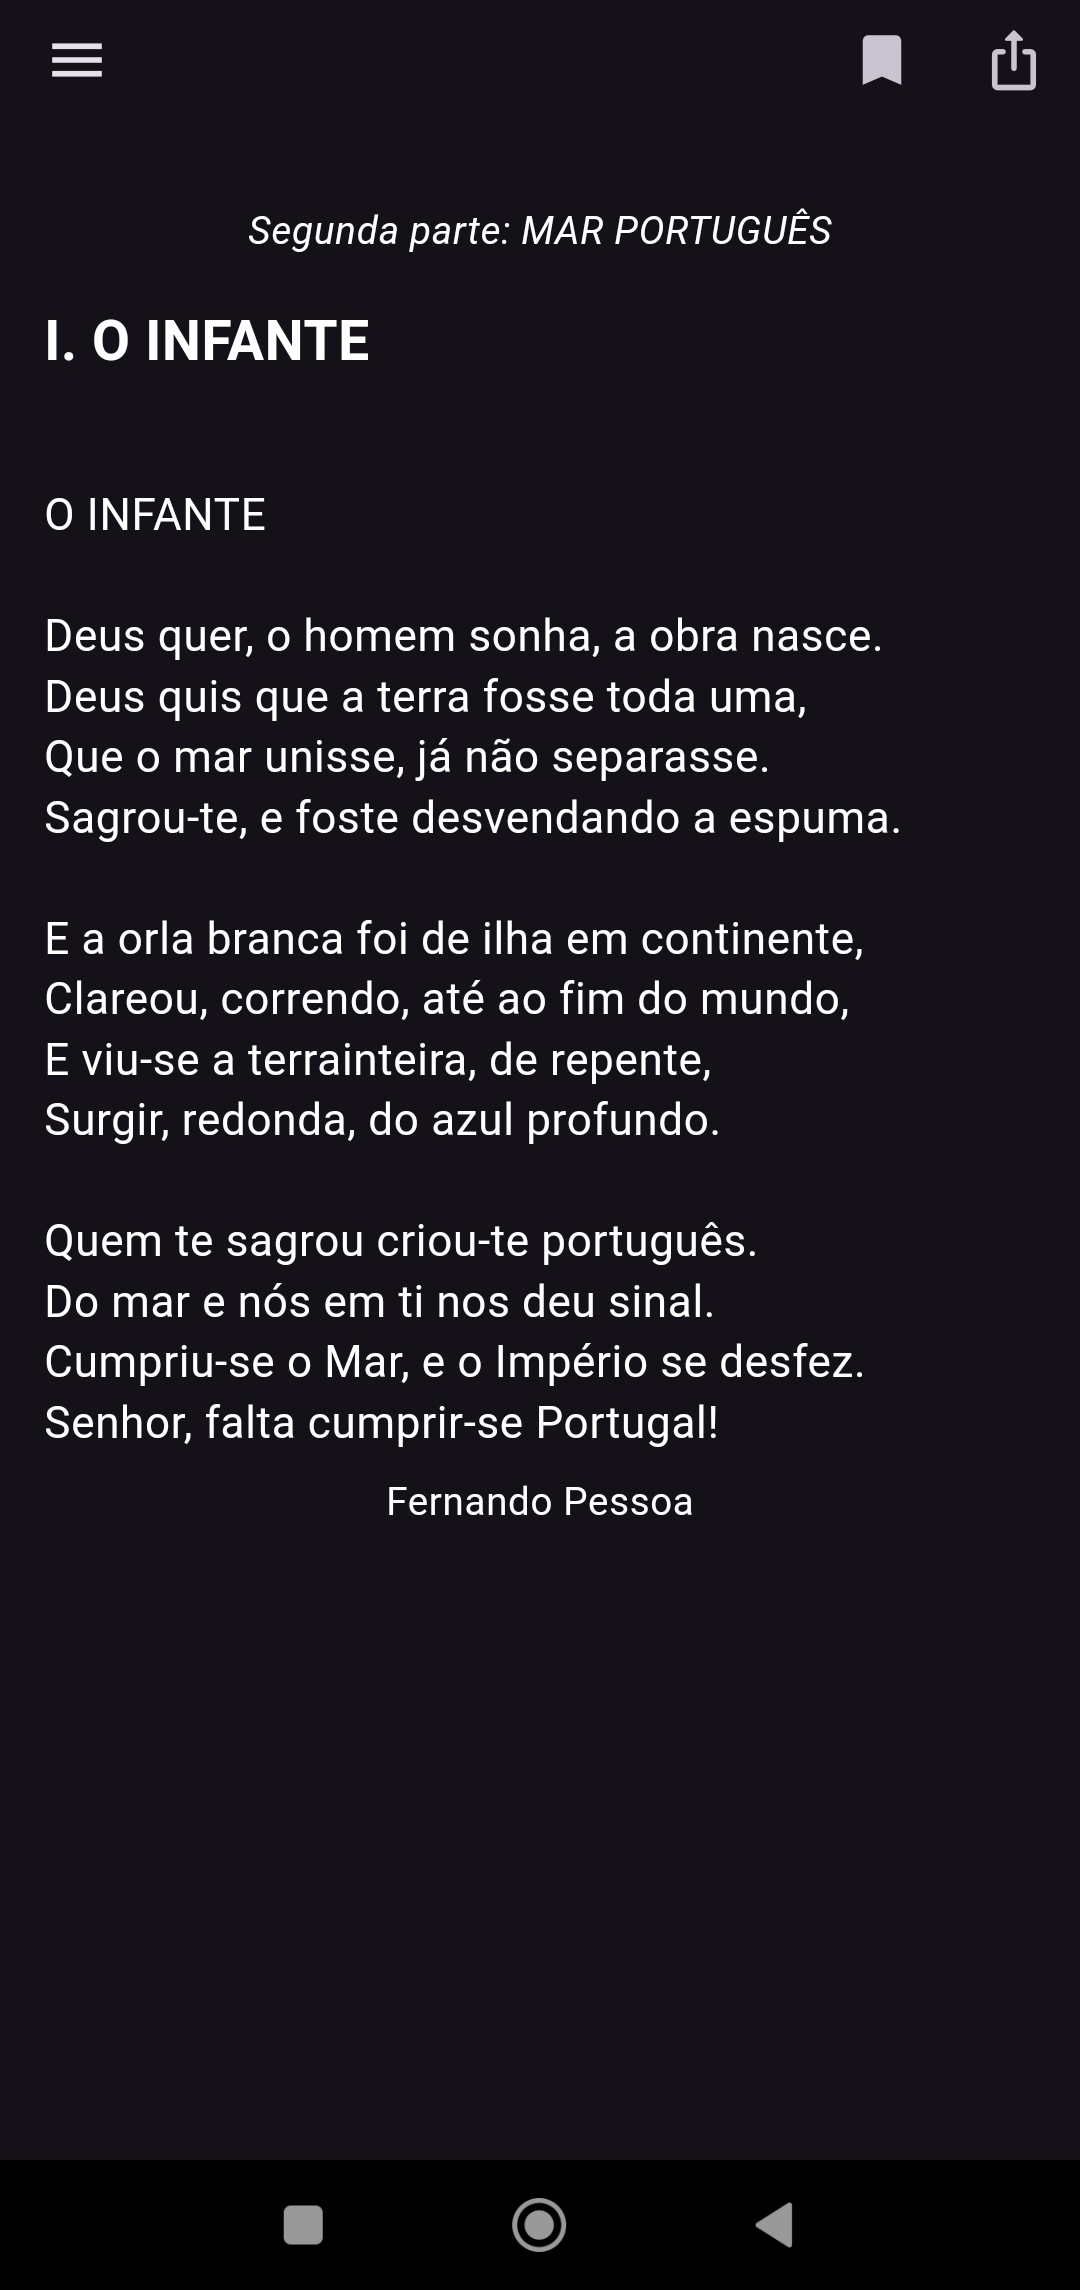 Segunda parte: MAR PORTUGUÊS
I. O INFANTE
O INFANTE
Deus quer, o homem sonha, a obra nasce.
Deus quis que a terra fosse toda uma,
Que o mar unisse, já não separasse.
Sagrou-te, e foste desvendando a espuma.
E a orla branca foi de ilha em continente,
Clareou, correndo, até ao fim do mundo,
E viu-se a terrainteira, de repente,
Surgir, redonda, do azul profundo.
Quem te sagrou criou-te português.
Do mar e nós em ti nos deu sinal.
Cumpriu-se o Mar, e o Império se desfez.
Senhor, falta cumprir-se Portugal!
Fernando Pessoa